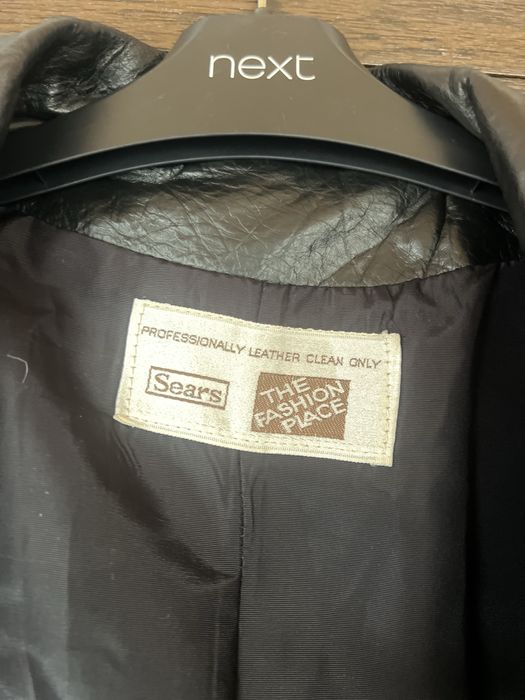 next
PROFESSIONALLY LEATHER CLEAN ONLY
Sears
THE
FASHION
PLACE